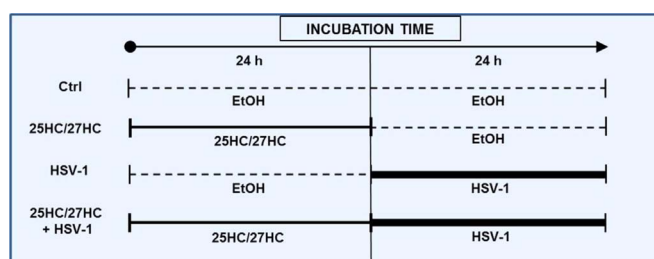 INCUBATION TIME
24 h 24 h
Ctrl
EtOH EtOH
25HC/27HC
25HC/27HC EtOH
HSV-1
EtOH HSV-1
25HC/27HC
+ HSV-1
25HC/27HC HSV-1